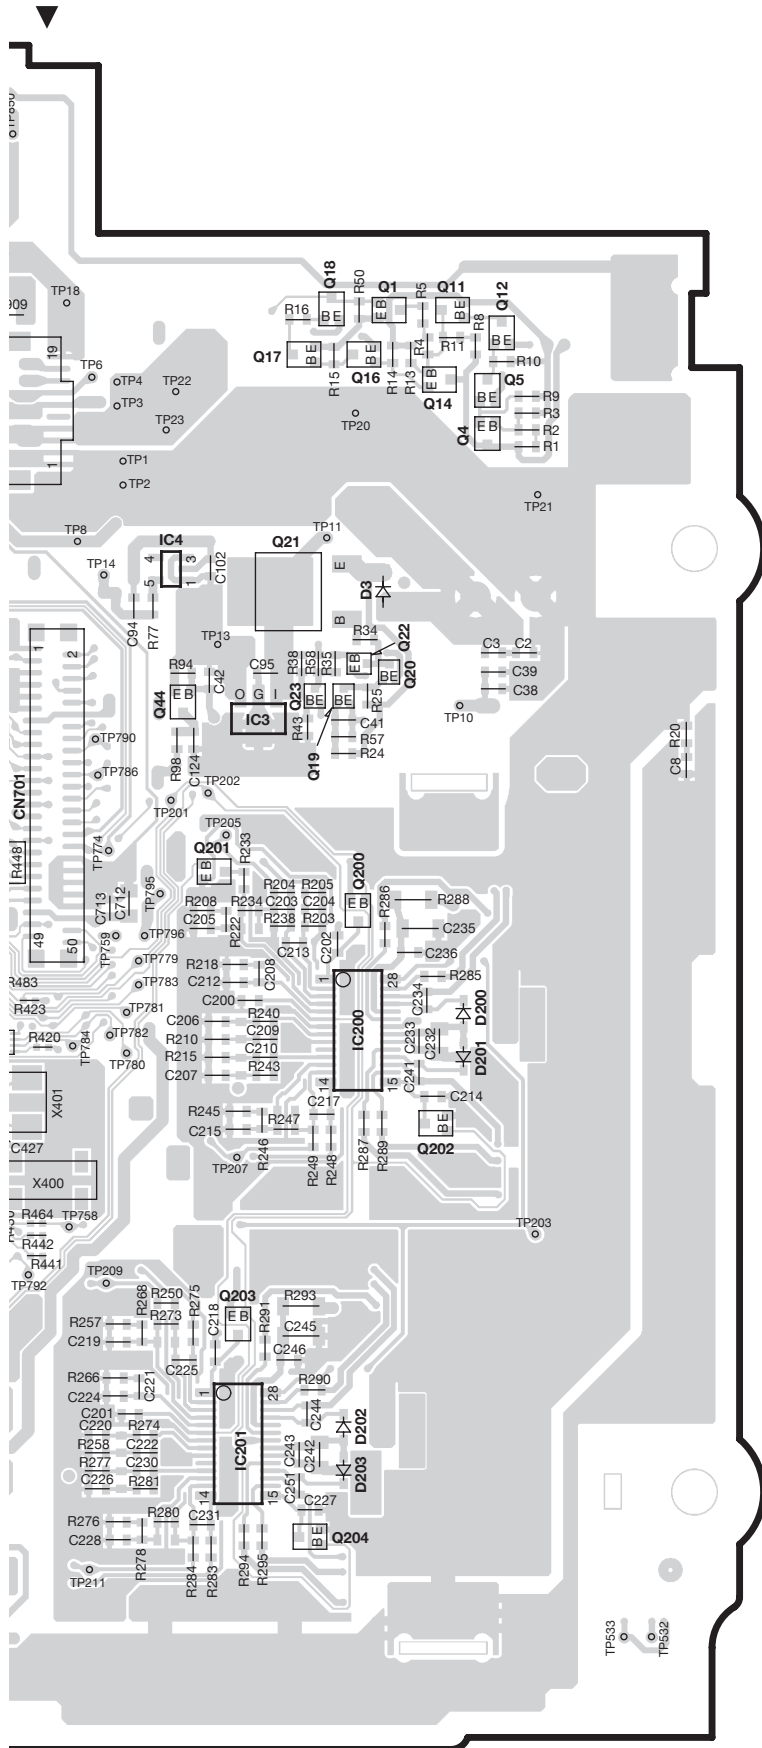 TP850
TP18
909
19
TP6
TP4
TP22
TP3
TP23
1
TP1
TP2
TP8
Q18
R50
Q1
R5
Q11
Q12
R16
B E
E B
E B
R8
B E
Q17
B E
R15
E B
Q16
R14
R13
R4
R11
R10
E B
Q14
B E
Q5
R9
R3
TP20
Q4
E B
R2
R1
TP21
TP11
IC4
Q21
TP14
4
3
5
1
C102
E
B
D3
C94
R77
TP13
R34
Q22
C3
C2
R94
C42
C95
R38
R58
R35
E B
Q20
B E
C39
C38
Q44
E B
O G I
IC3
Q23
B E
B E
R25
TP10
R43
C41
R57
R24
Q19
R20
C8
1
2
TP790
R98
C124
TP786
TP202
TP201
CN701
TP205
R233
R448
TP774
Q201
E B
Q200
E B
TP795
C713
C712
R208
R234
R204
R205
C203
C204
C205
R222
R238
R203
R286
R288
C235
49
50
TP759
TP796
C213
C202
C236
TP779
R218
C208
1
28
R285
R483
TP783
C212
C234
R423
TP781
C200
D200
C206
R240
R210
C209
IC200
C233
C232
R420
TP784
TP782
R215
C210
D201
TP780
C207
R243
14
15
C241
C214
X401
R245
C217
C215
R247
B E
Q202
C427
R246
R249
R248
R287
R289
TP207
X400
R464
TP758
TP203
R442
R441
TP792
TP209
R268
R250
R275
Q203
R293
R257
R273
C218
E B
R291
C245
C219
C225
C246
R266
C221
R290
C224
1
28
C201
C244
D202
C220
R274
R258
C222
IC201
C243
C242
R277
C230
D203
C226
R281
14
15
C251
R276
R280
C231
C227
C228
B E
Q204
R278
R284
R283
R294
R295
TP211
TP533
TP532